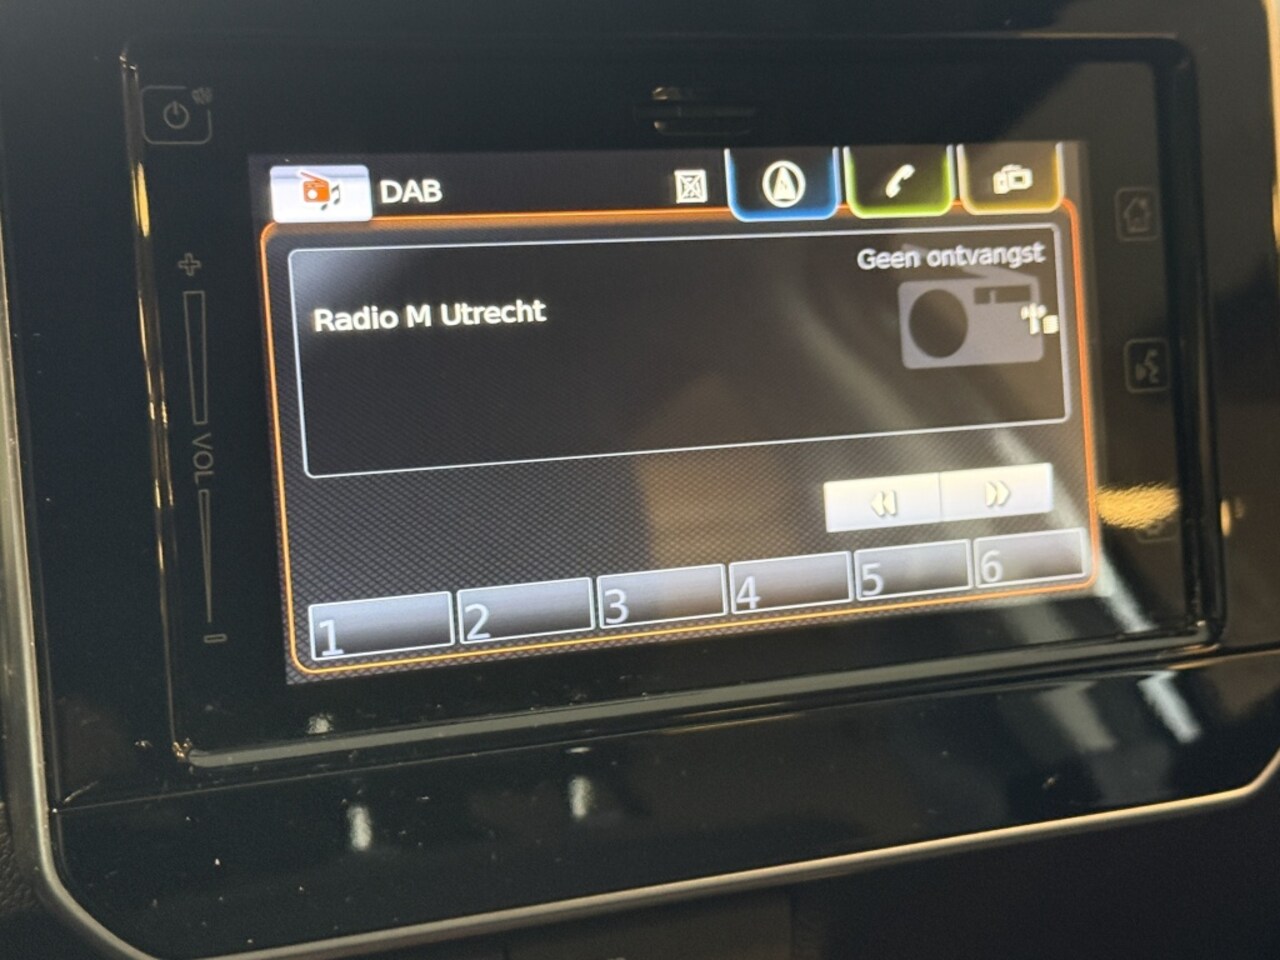 DAB
Geen ontvangst
Radio M Utrecht
VOL
1 2 3 4 5 6